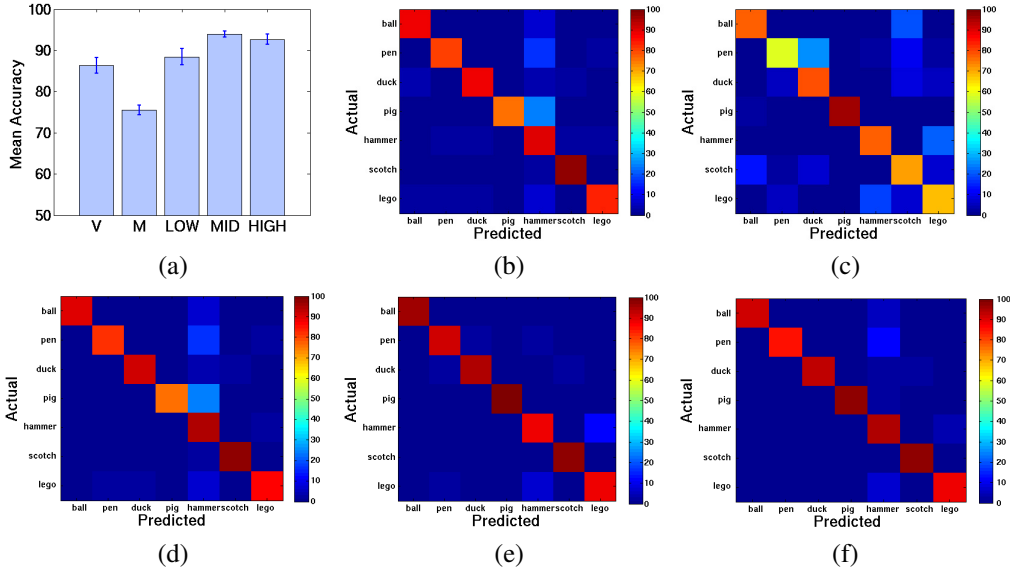 100
90
80
70
60
50
Mean Accuracy
V M LOW MID HIGH
(a)
Actual
ball
pen
duck
pig
hammer
scotch
lego
ball pen duck pig hammer scotch lego
Predicted
100
90
80
70
60
50
40
30
20
10
0
(b)
Actual
ball
pen
duck
pig
hammer
scotch
lego
ball pen duck pig hammer scotch lego
Predicted
100
90
80
70
60
50
40
30
20
10
0
(c)
Actual
ball
pen
duck
pig
hammer
scotch
lego
ball pen duck pig hammer scotch lego
Predicted
100
90
80
70
60
50
40
30
20
10
0
(d)
Actual
ball
pen
duck
pig
hammer
scotch
lego
ball pen duck pig hammer scotch lego
Predicted
100
90
80
70
60
50
40
30
20
10
0
(e)
Actual
ball
pen
duck
pig
hammer
scotch
lego
ball pen duck pig hammer scotch lego
Predicted
100
90
80
70
60
50
40
30
20
10
0
(f)